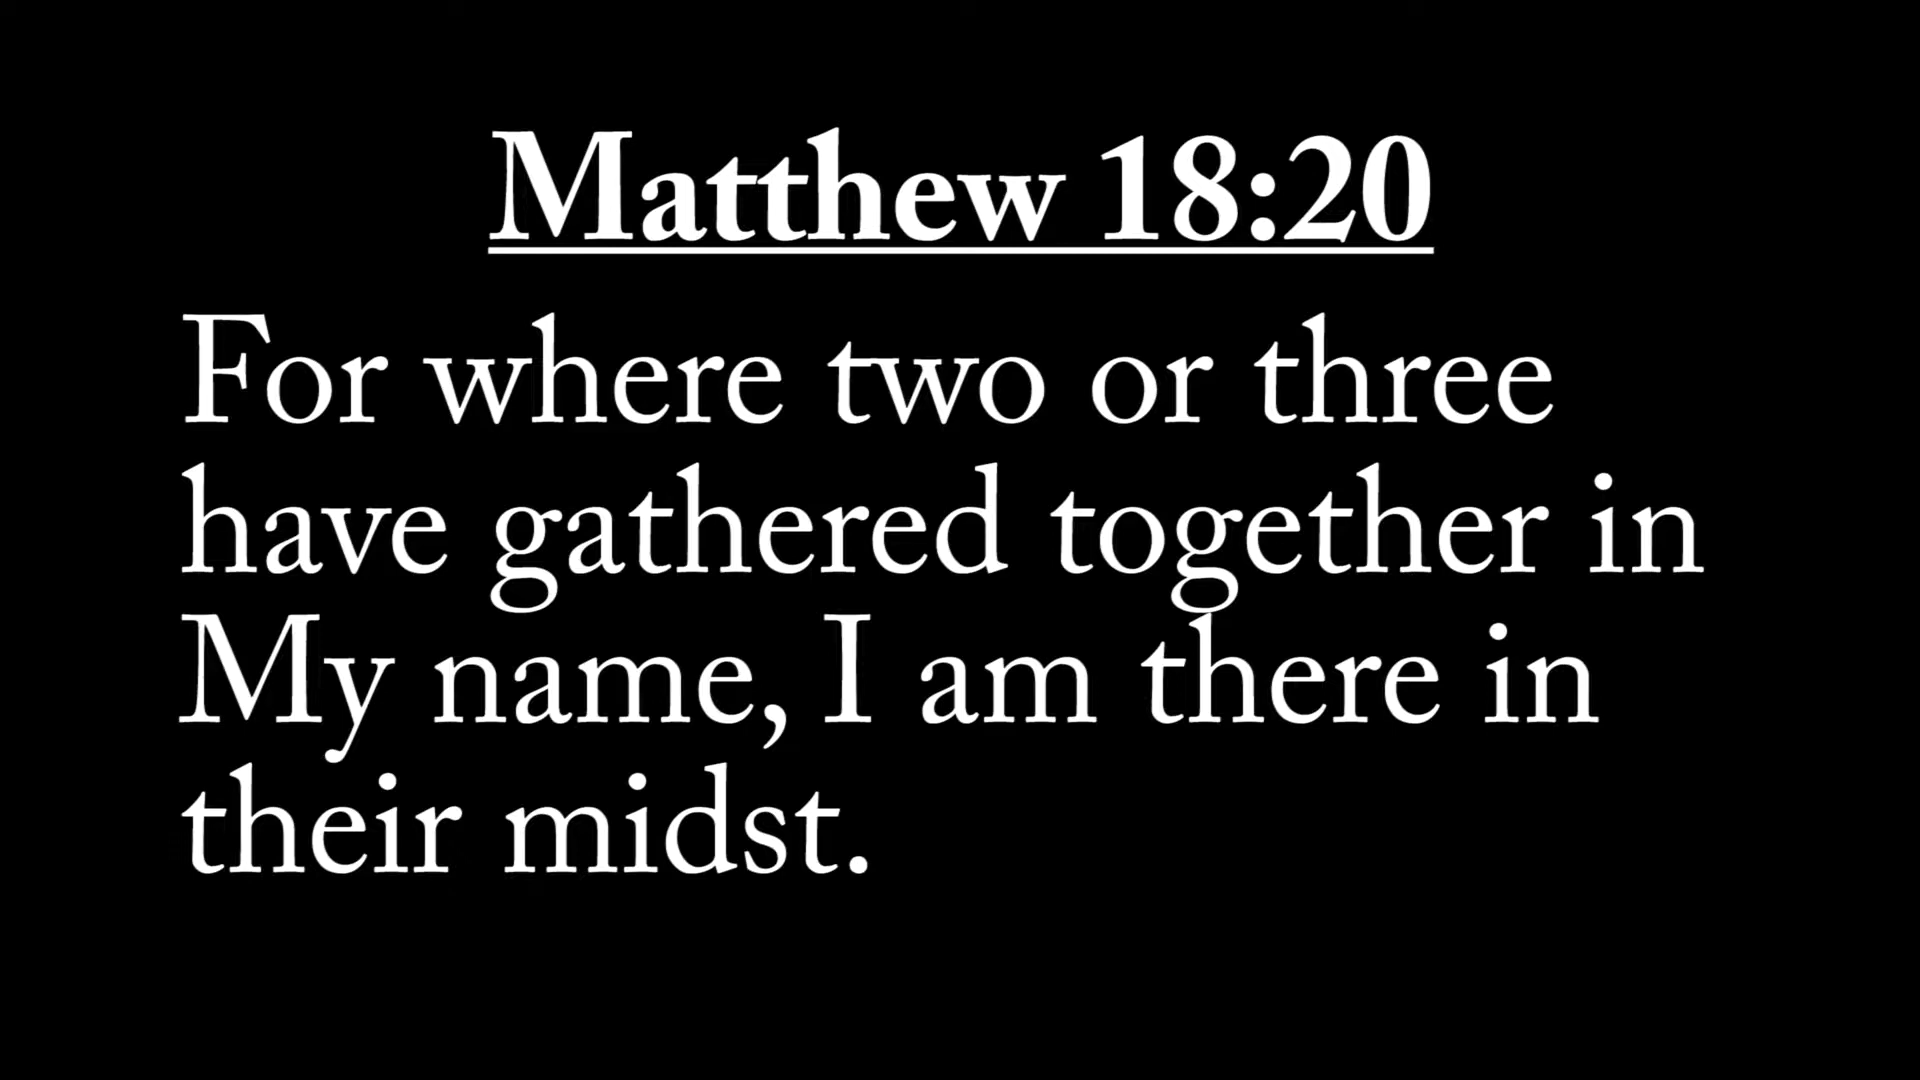 Matthew 18:20
For where two or three
have gathered together in
My name, I am there in
their midst.